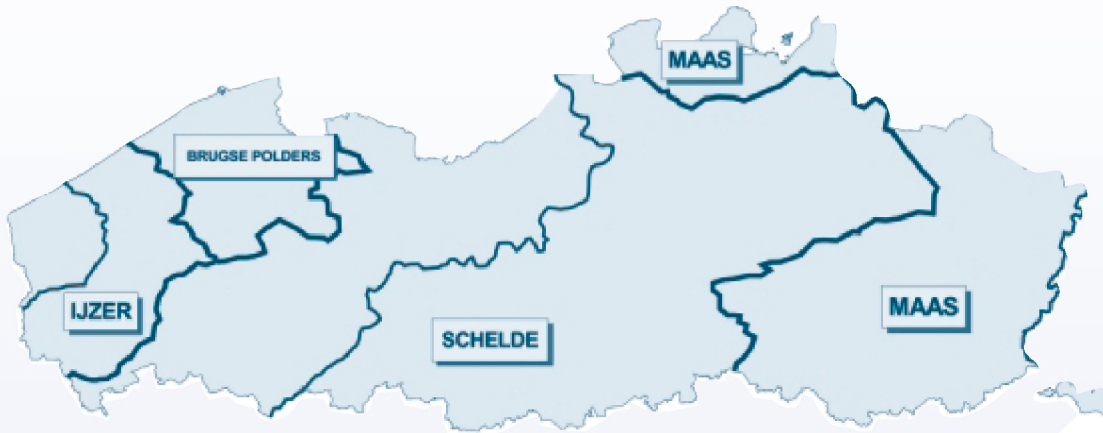 MAAS
BRUGSE POLDERS
IJZER
SCHELDE
MAAS